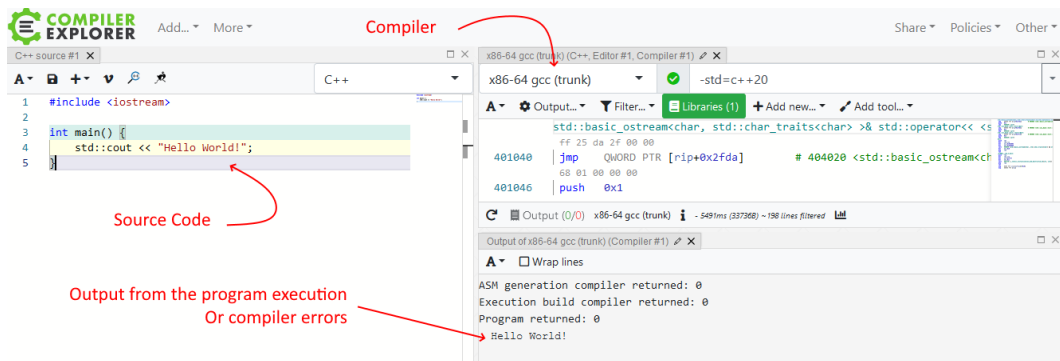 COMPILER
EXPLORER
Add...
More
Compiler
Share
Policies
Other
C++ source #1 X
A
C++
1 #include <iostream>
2
3 int main() {
4 std::cout << "Hello World!";
5 }
Source Code
Output from the program execution
Or compiler errors
x86-64 gcc (trunk) (C++, Editor #1, Compiler #1) X
x86-64 gcc (trunk)
-std=c++20
A Output... Filter... Libraries (1) + Add new... Add tool...
std::basic_ostream<char, std::char_traits<char> >& std::operator<< <s
ff 25 da 2f 00 00
401040 jmp QWORD PTR [rip+0x2fda] # 404020 <std::basic_ostream<ch
68 01 00 00 00
401046 push 0x1
C Output (0/0) x86-64 gcc (trunk) i - 5491ms (33736B) ~ 198 lines filtered
Output of x86-64 gcc (trunk) (Compiler #1) X
A Wrap lines
ASM generation compiler returned: 0
Execution build compiler returned: 0
Program returned: 0
Hello World!